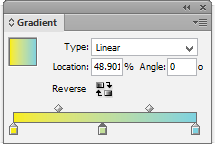 Gradient
Type: Linear
Location: 48.901 % Angle: 0 o
Reverse